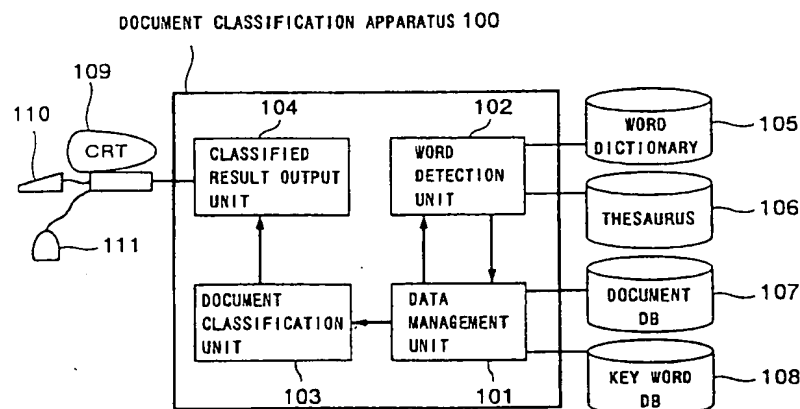 DOCUMENT CLASSIFICATION APPARATUS 100
109
110
CRT
111
104
CLASSIFIED
RESULT OUTPUT
UNIT
102
WORD
DETECTION
UNIT
DOCUMENT
CLASSIFICATION
UNIT
103
DATA
MANAGEMENT
UNIT
101
WORD
DICTIONARY
105
THESAURUS
106
DOCUMENT
DB
107
KEY WORD
DB
108